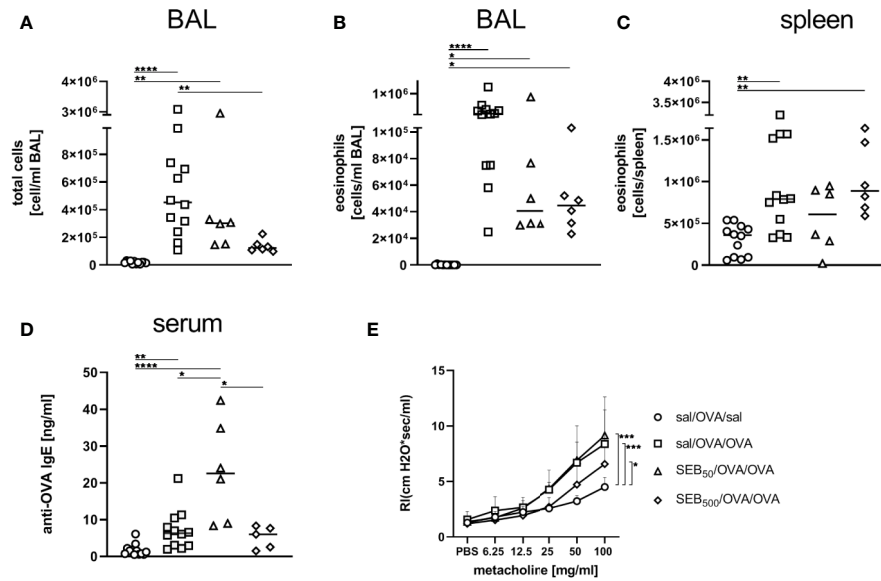 A
BAL
B
BAL
C
spleen
total cells
[cell/ml BAL]
4×10⁶
3×10⁶
8×10⁵
6×10⁵
4×10⁵
2×10⁵
0
****
**
**
eosinophils
[cells/ml BAL]
1×10⁶
1×10⁵
8×10⁴
6×10⁴
4×10⁴
2×10⁴
0
****
*
*
eosinophils
[cells/spleen]
4×10⁶
3×10⁶
2×10⁶
1.5×10⁶
1×10⁶
5×10⁵
0
**
**
D
serum
anti-OVA IgE [ng/ml]
50
40
30
20
10
0
**
****
*
*
E
RI(cm H2O*sec/ml)
15
10
5
0
PBS 6.25 12.5 25 50 100
metacholine [mg/ml]
***
***
*
sal/OVA/sal
sal/OVA/OVA
SEB₅₀/OVA/OVA
SEB₅₀₀/OVA/OVA